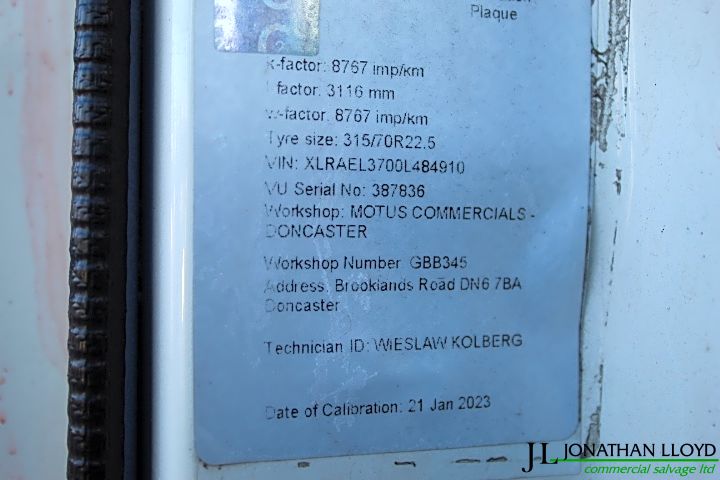 Plaque
k-factor: 8767 imp/km
l factor: 3116 mm
w-factor: 8767 imp/km
Tyre size: 315/70R22.5
VIN: XLRAEL3700L484910
VU Serial No: 387836
Workshop: MOTUS COMMERCIALS -
DONCASTER
Workshop Number GBB345
Address: Brooklands Road DN6 7BA
Doncaster
Technician ID: WIESLAW KOLBERG
Date of Calibration: 21 Jan 2023
JL JONATHAN LLOYD
commercial salvage ltd